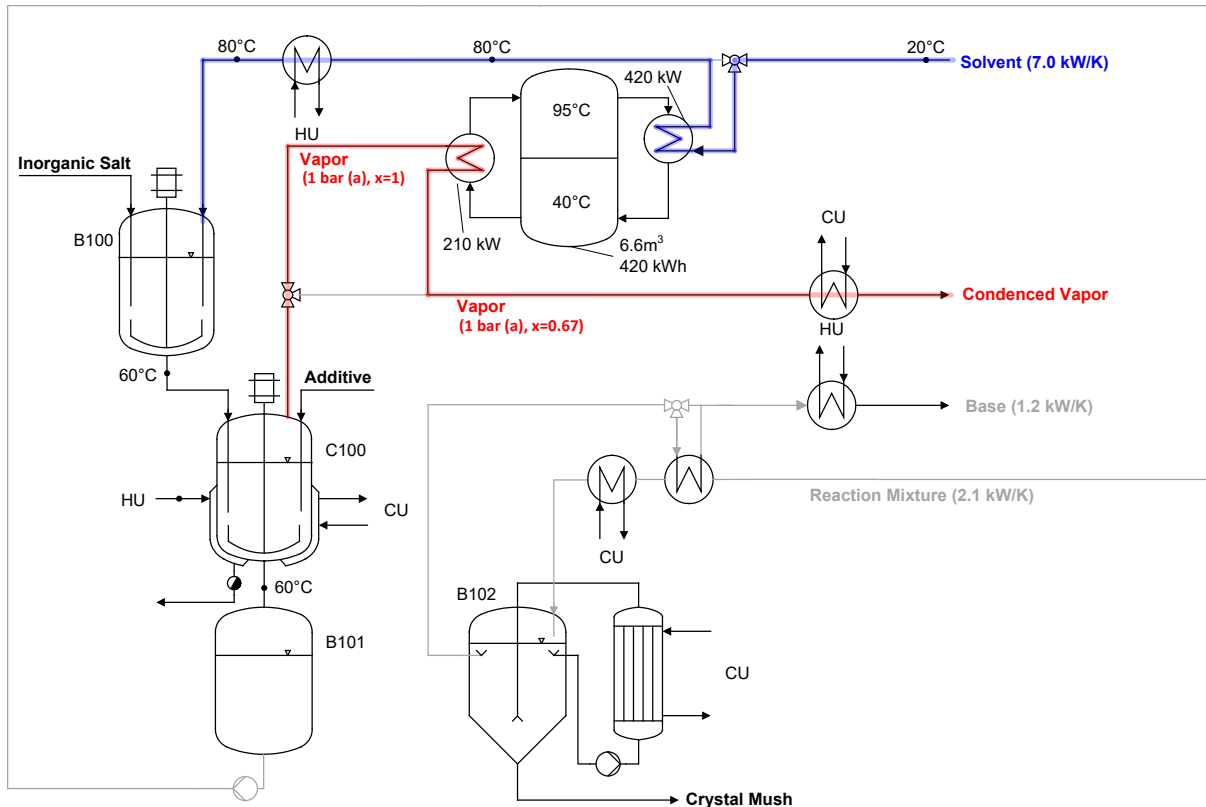 80°C
80°C
20°C
Solvent (7.0 kW/K)
420 kW
95°C
HU
Inorganic Salt
Vapor
(1 bar (a), x=1)
40°C
CU
B100
210 kW
6.6m³
420 kWh
Condenced Vapor
Vapor
(1 bar (a), x=0.67)
HU
60°C
Additive
Base (1.2 kW/K)
C100
HU
CU
Reaction Mixture (2.1 kW/K)
CU
60°C
B102
B101
CU
Crystal Mush